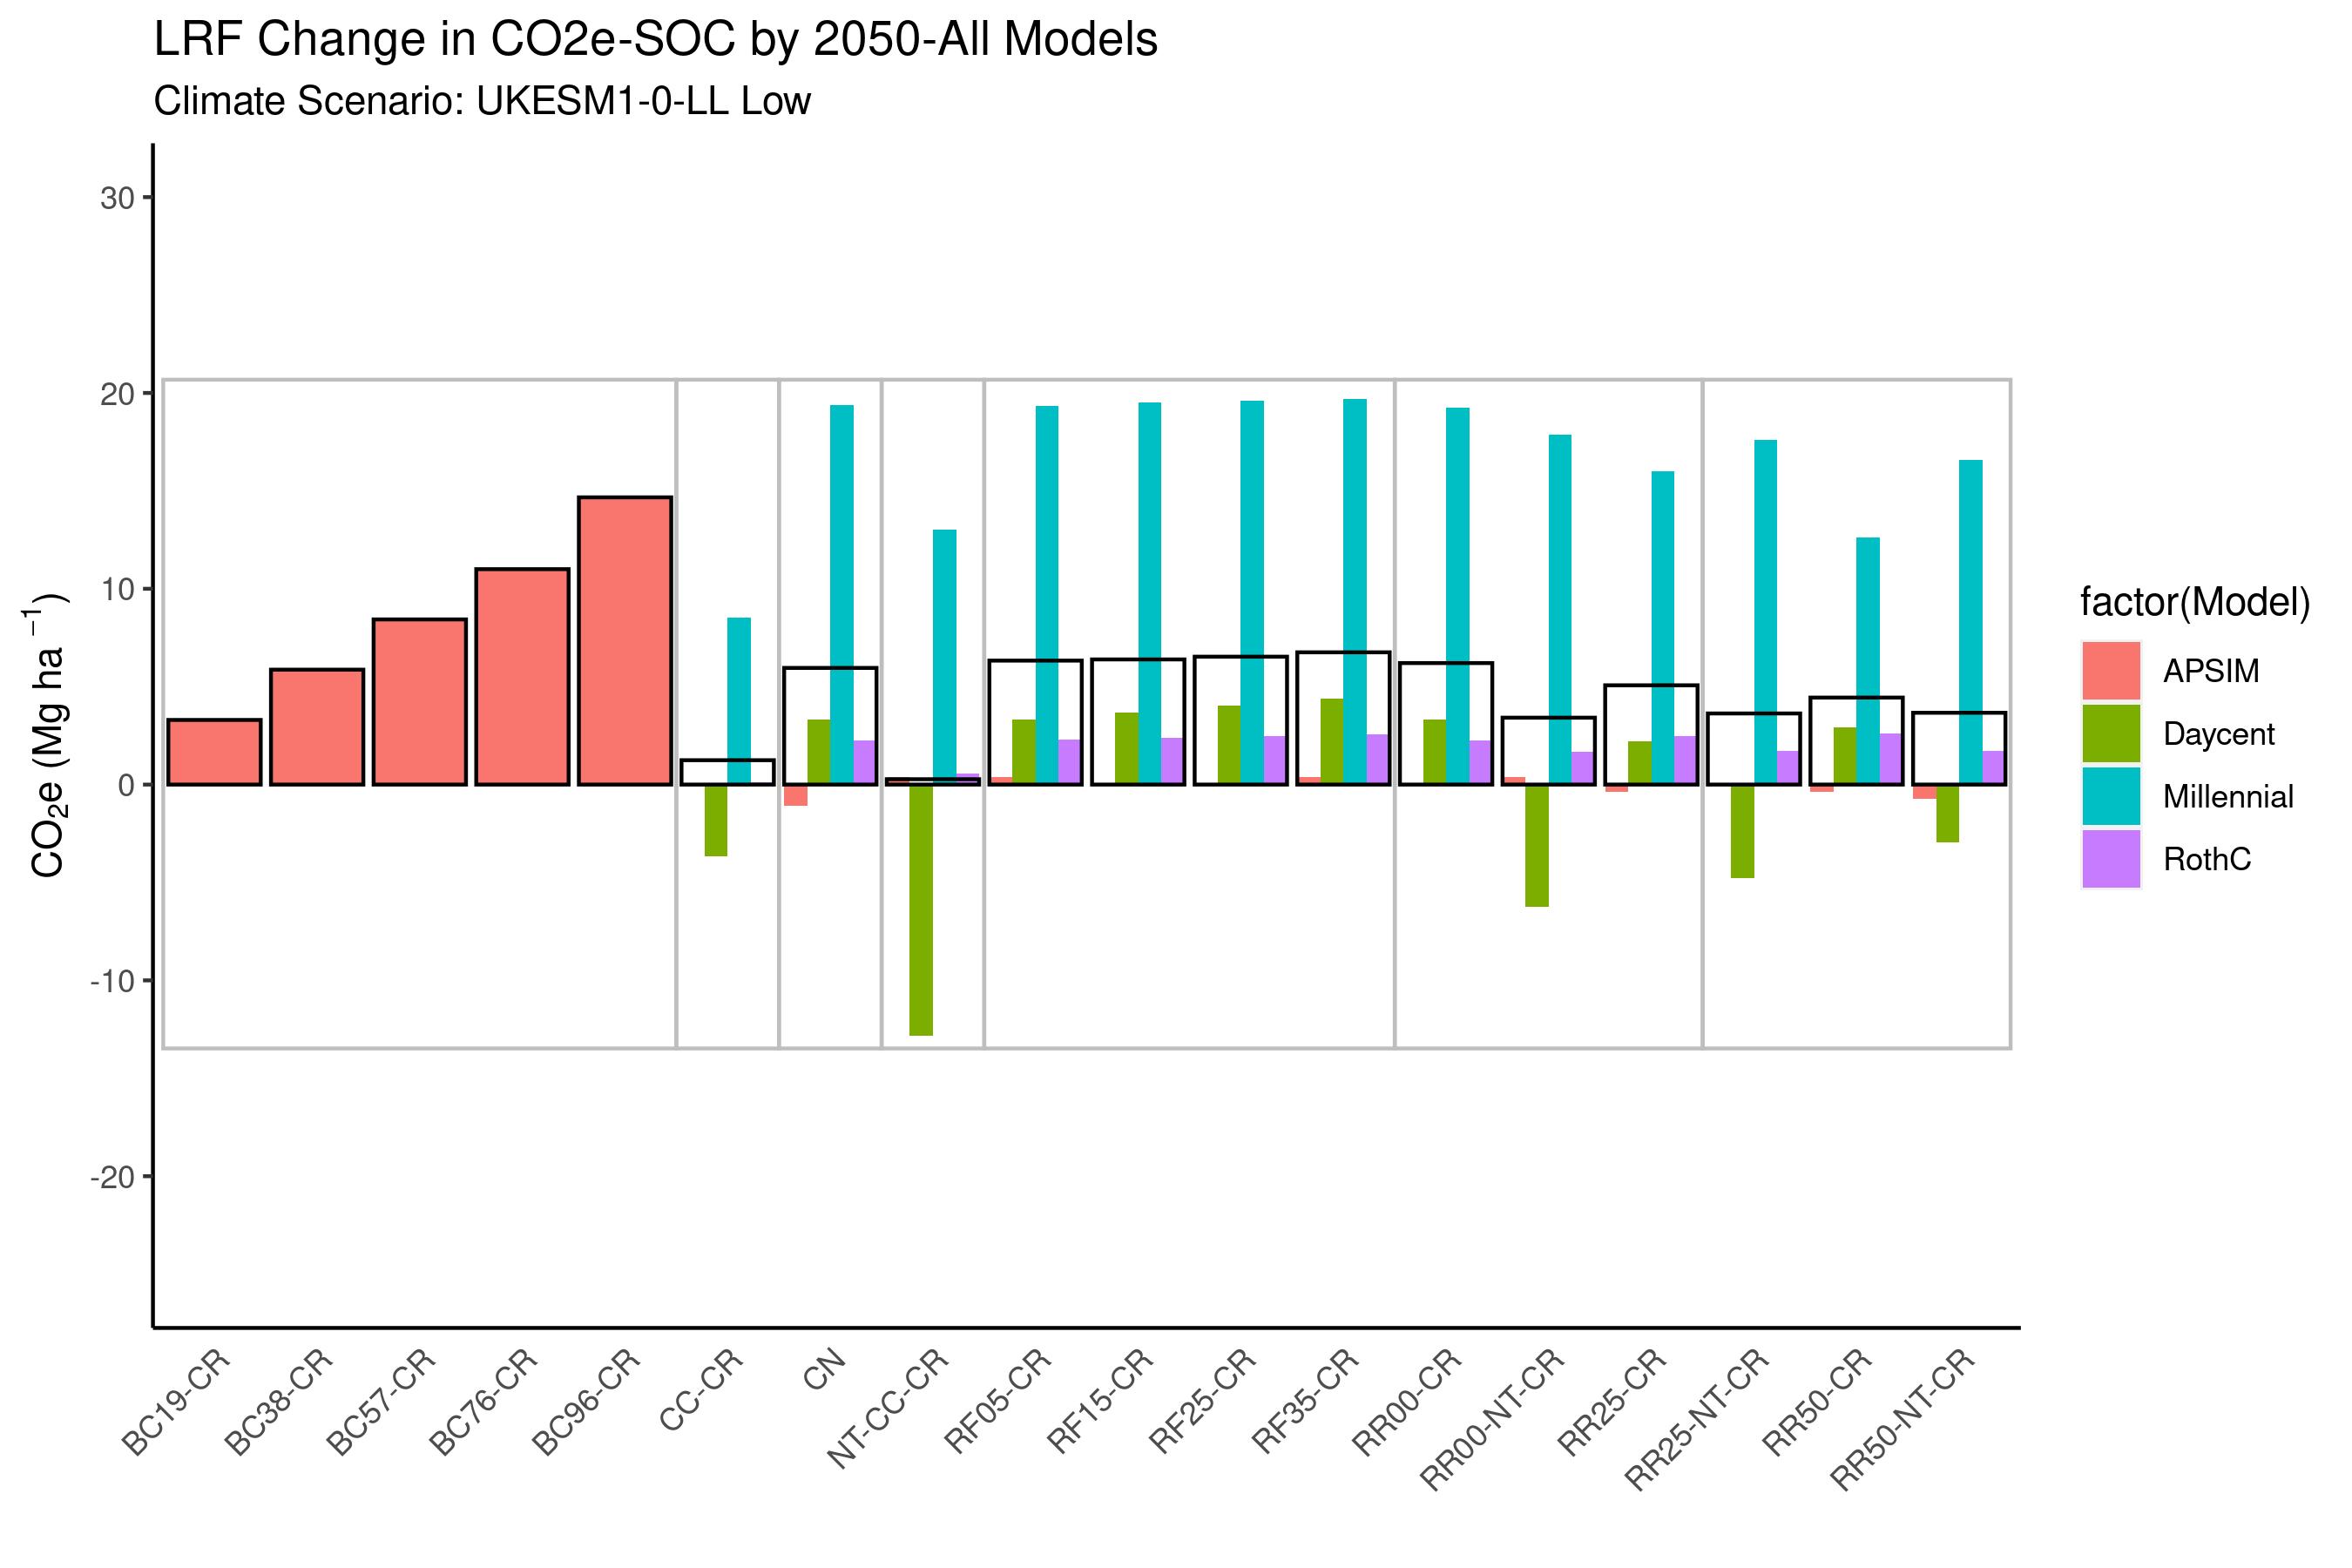 LRF Change in CO2e-SOC by 2050-All Models
Climate Scenario: UKESM1-0-LL Low
CO₂e (Mg ha ⁻¹)
30
20
10
0
-10
-20
BC19-CR
BC38-CR
BC57-CR
BC76-CR
BC96-CR
CC-CR
CN
NT-CC-CR
RF05-CR
RF15-CR
RF25-CR
RF35-CR
RR00-CR
RR00-NT-CR
RR25-CR
RR25-NT-CR
RR50-CR
RR50-NT-CR
factor(Model)
APSIM
Daycent
Millennial
RothC